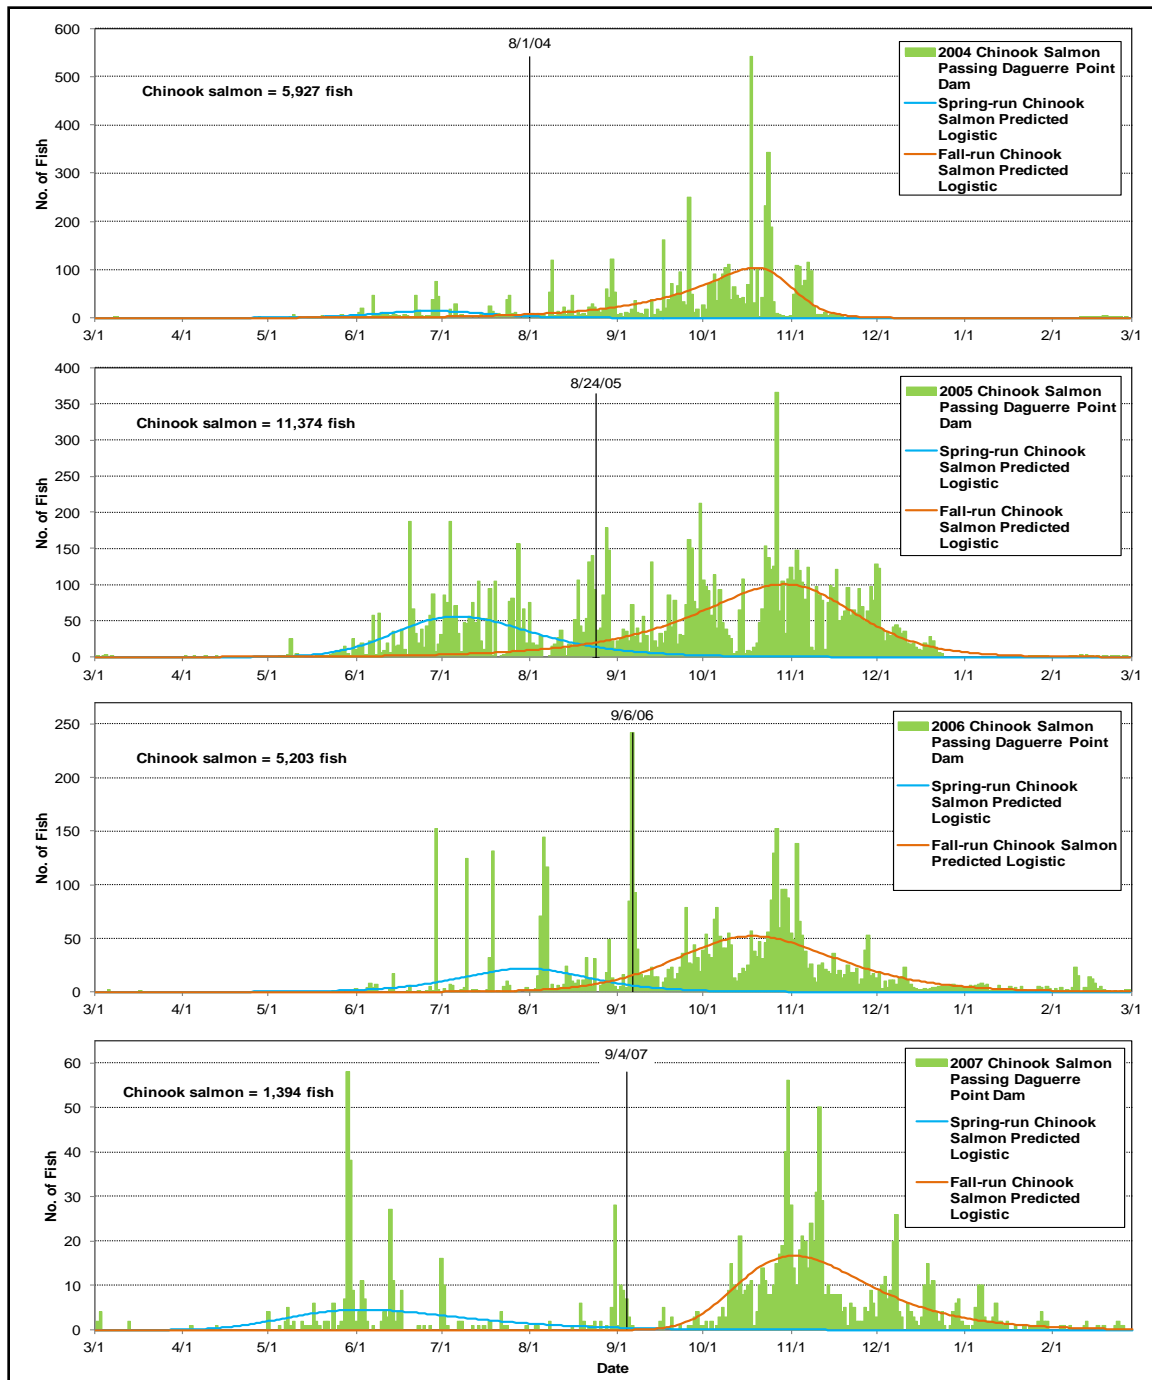 600
500
400
300
200
100
0
No. of Fish
8/1/04
Chinook salmon = 5,927 fish
2004 Chinook Salmon
Passing Daguerre Point
Dam
Spring-run Chinook
Salmon Predicted
Logistic
Fall-run Chinook
Salmon Predicted
Logistic
3/1 4/1 5/1 6/1 7/1 8/1 9/1 10/1 11/1 12/1 1/1 2/1 3/1
400
350
300
250
200
150
100
50
0
No. of Fish
8/24/05
Chinook salmon = 11,374 fish
2005 Chinook Salmon
Passing Daguerre Point
Dam
Spring-run Chinook
Salmon Predicted
Logistic
Fall-run Chinook
Salmon Predicted
Logistic
3/1 4/1 5/1 6/1 7/1 8/1 9/1 10/1 11/1 12/1 1/1 2/1 3/1
250
200
150
100
50
0
No. of Fish
9/6/06
Chinook salmon = 5,203 fish
2006 Chinook Salmon
Passing Daguerre Point
Dam
Spring-run Chinook
Salmon Predicted
Logistic
Fall-run Chinook Salmon
Predicted Logistic
3/1 4/1 5/1 6/1 7/1 8/1 9/1 10/1 11/1 12/1 1/1 2/1 3/1
60
50
40
30
20
10
0
No. of Fish
9/4/07
Chinook salmon = 1,394 fish
2007 Chinook Salmon
Passing Daguerre
Point Dam
Spring-run Chinook
Salmon Predicted
Logistic
Fall-run Chinook
Salmon Predicted
Logistic
3/1 4/1 5/1 6/1 7/1 8/1 9/1 10/1 11/1 12/1 1/1 2/1
Date